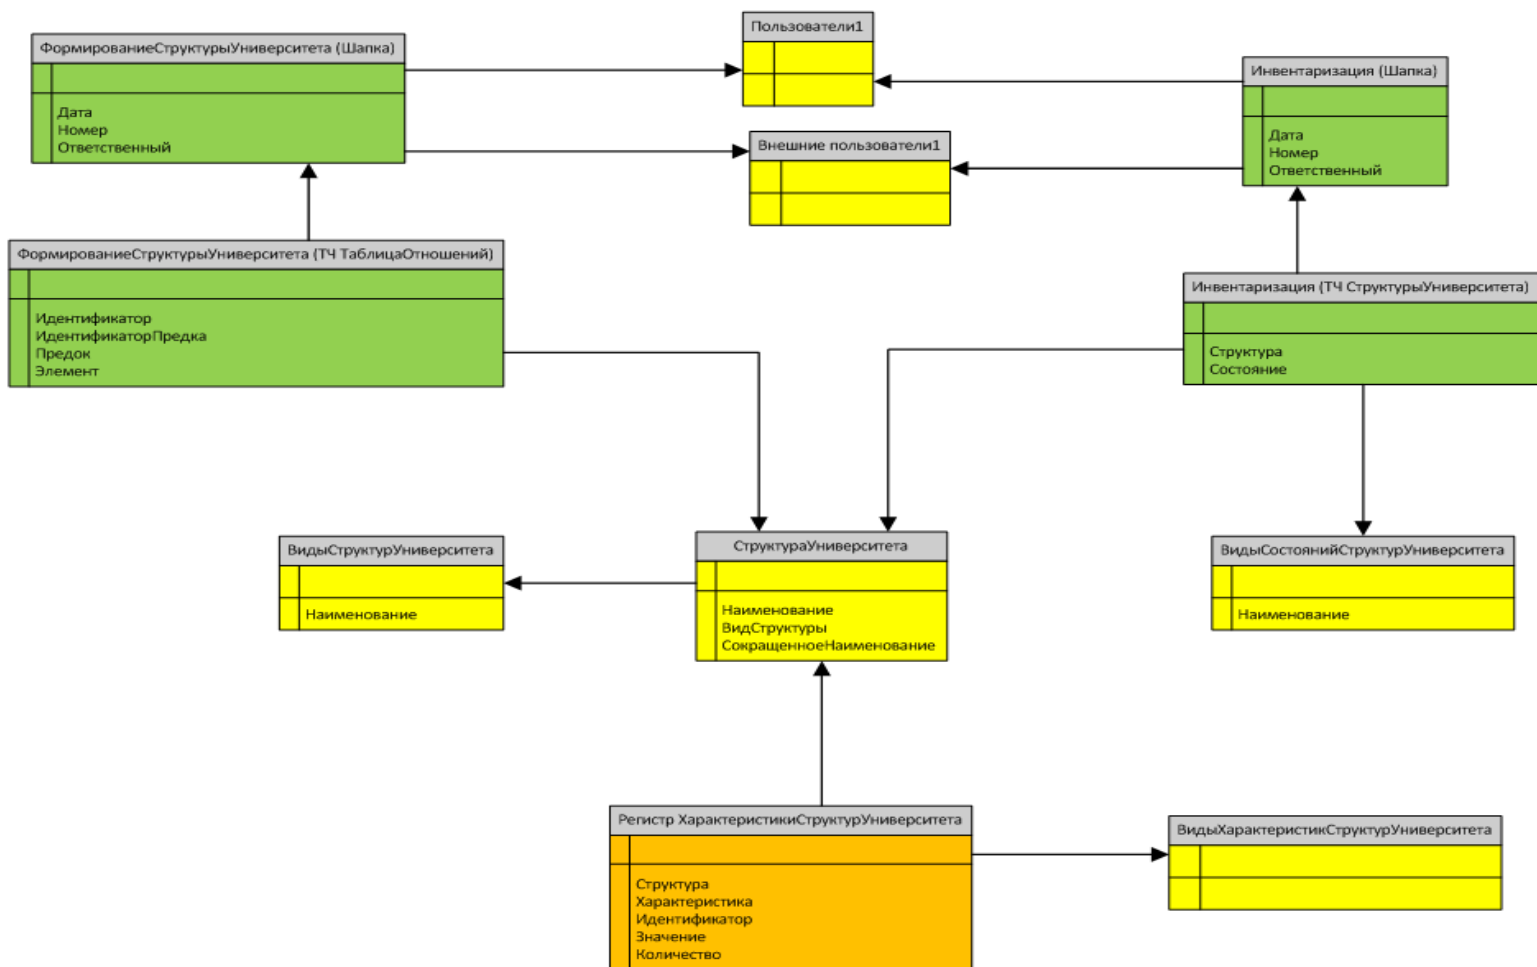 ФормированиеСтруктурыУниверситета (Шапка)
Дата
Номер
Ответственный
Пользователи1
Инвентаризация (Шапка)
Дата
Номер
Ответственный
Внешние пользователи1
ФормированиеСтруктурыУниверситета (ТЧ ТаблицаОтношений)
Идентификатор
ИдентификаторПредка
Предок
Элемент
Инвентаризация (ТЧ СтруктурыУниверситета)
Структура
Состояние
ВидыСтруктурУниверситета
Наименование
СтруктураУниверситета
Наименование
ВидСтруктуры
СокращенноеНаименование
ВидыСостоянийСтруктурУниверситета
Наименование
Регистр ХарактеристикиСтруктурУниверситета
Структура
Характеристика
Идентификатор
Значение
Количество
ВидыХарактеристикСтруктурУниверситета